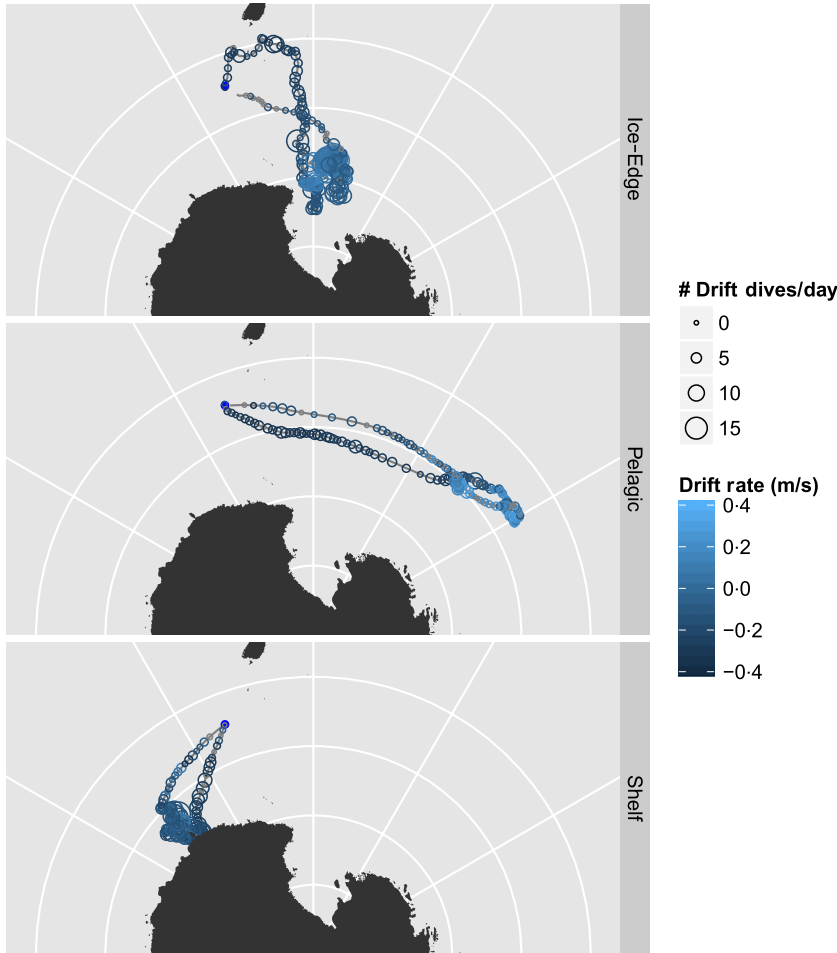 Ice−Edge
Pelagic
Shelf
# Drift dives/day
0
5
10
15
Drift rate (m/s)
0·4
0·2
0·0
−0·2
−0·4